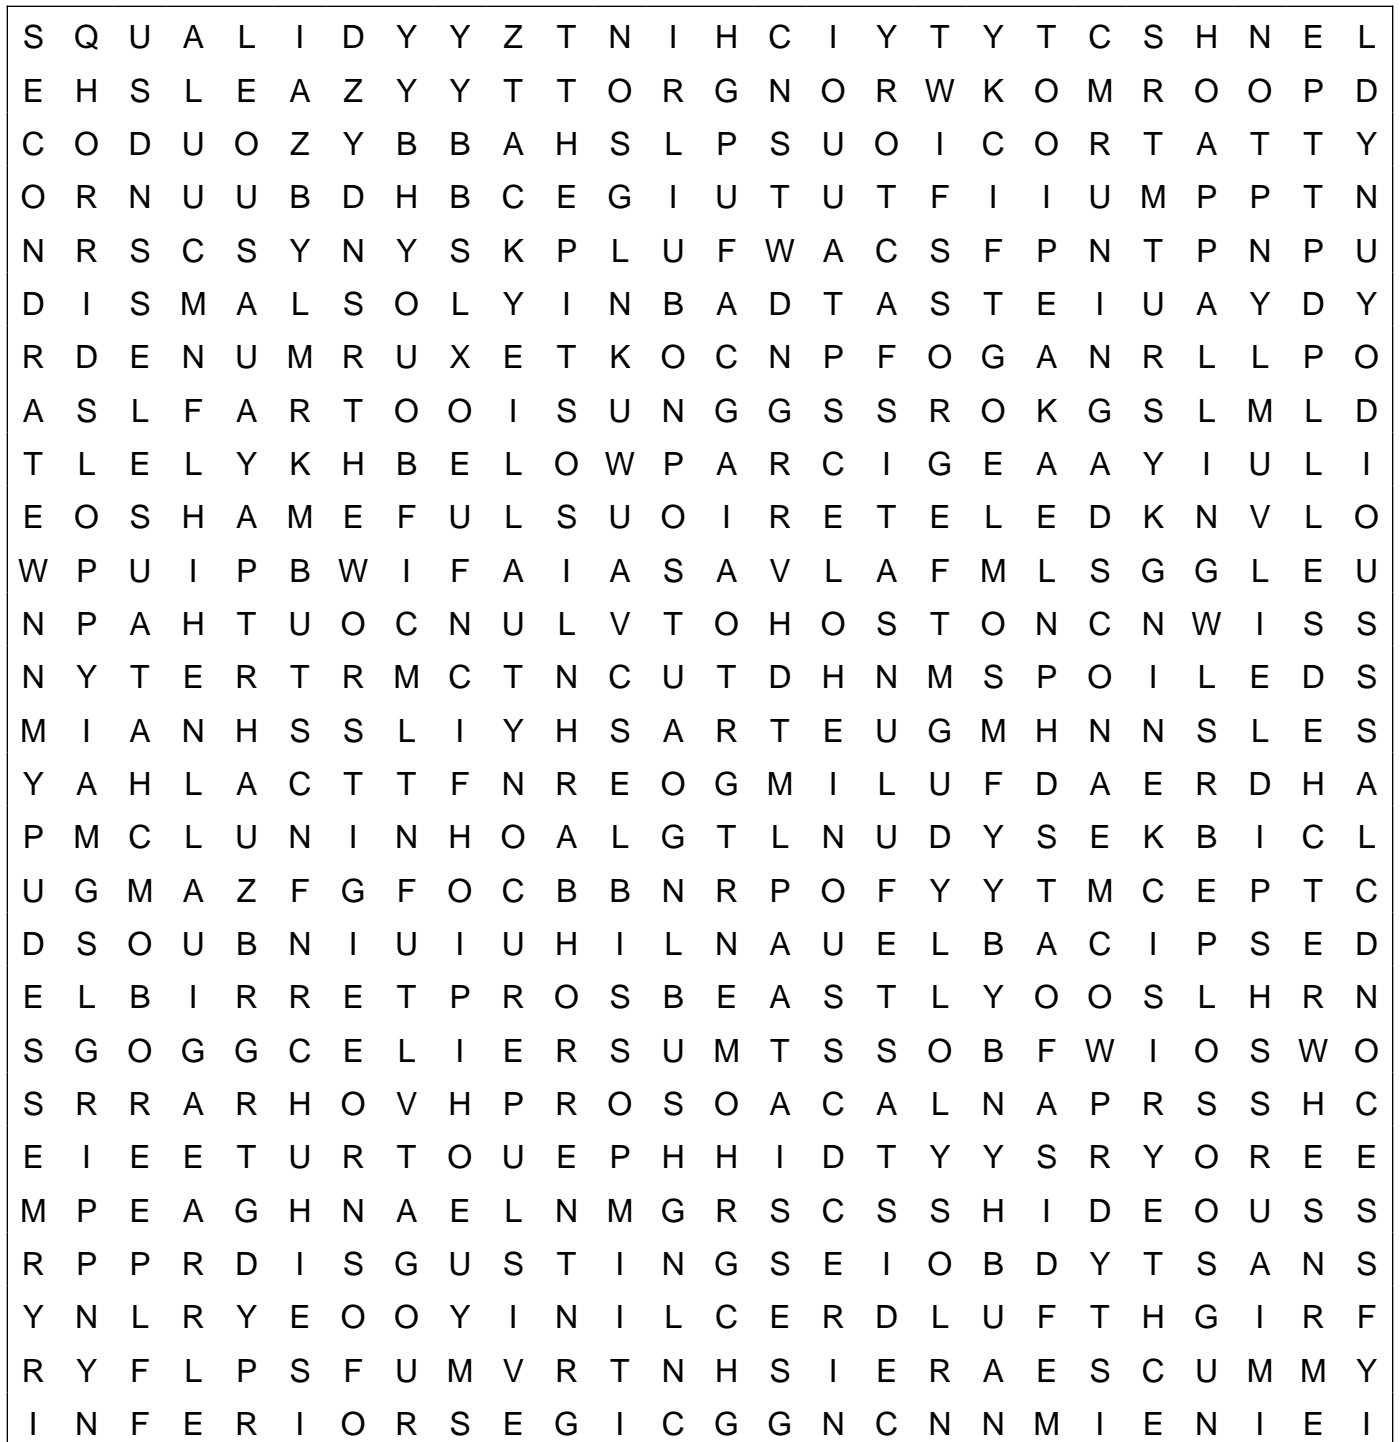 S Q U A L I D Y Y Z T N I H C I Y T Y T C S H N E L
E H S L E A Z Y Y T T O R G N O R W K O M R O O P D
C O D U O Z Y B B A H S L P S U O I C O R T A T T Y
O R N U U B D H B C E G I U T U T F I I U M P P T N
N R S C S Y N Y S K P L U F W A C S F P N T P N P U
D I S M A L S O L Y I N B A D T A S T E I U A Y D Y
R D E N U M R U X E T K O C N P F O G A N R L L P O
A S L F A R T O O I S U N G G S S R O K G S L M L D
T L E L Y K H B E L O W P A R C I G E A A Y I U L I
E O S H A M E F U L S U O I R E T E L E D K N V L O
W P U I P B W I F A I A S A V L A F M L S G G L E U
N P A H T U O C N U L V T O H O S T O N C N W I S S
N Y T E R T R M C T N C U T D H N M S P O I L E D S
M I A N H S S L I Y H S A R T E U G M H N N S L E S
Y A H L A C T T F N R E O G M I L U F D A E R D H A
P M C L U N I N H O A L G T L N U D Y S E K B I C L
U G M A Z F G F O C B B N R P O F Y Y T M C E P T C
D S O U B N I U I U H I L N A U E L B A C I P S E D
E L B I R R E T P R O S B E A S T L Y O O S L H R N
S G O G G C E L I E R S U M T S S O B F W I O S W O
S R R A R H O V H P R O S O A C A L N A P R S S H C
E I E E T U R T O U E P H H I D T Y Y S R Y O R E E
M P E A G H N A E L N M G R S C S S H I D E O U S S
R P P R D I S G U S T I N G S E I O B D Y T S A N S
Y N L R Y E O O Y I N I L C E R D L U F T H G I R F
R Y F L P S F U M V R T N H S I E R A E S C U M M Y
I N F E R I O R S E G I C G G N C N N M I E N I E I